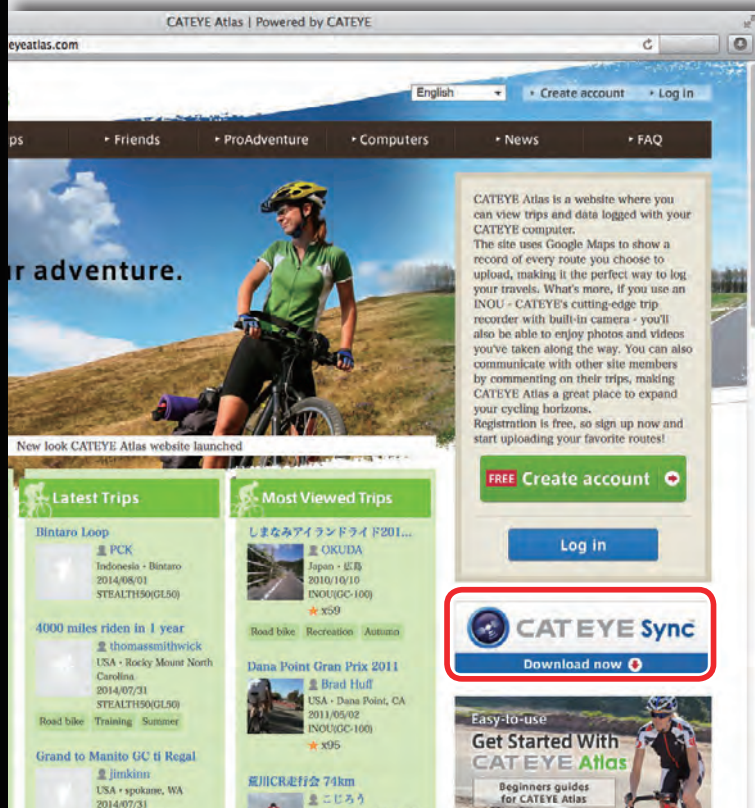 CATEYE Atlas | Powered by CATEYE
eyeatlas.com
English
Create account
Log in
ps
Friends
ProAdventure
Computers
News
FAQ
r adventure.
CATEYE Atlas is a website where you
can view trips and data logged with your
CATEYE computer.
The site uses Google Maps to show a
record of every route you choose to
upload, making it the perfect way to log
your travels. What's more, if you use an
INOU - CATEYE's cutting-edge trip
recorder with built-in camera - you'll
also be able to enjoy photos and videos
you've taken along the way. You can also
communicate with other site members
by commenting on their trips, making
CATEYE Atlas a great place to expand
your cycling horizons.
Registration is free, so sign up now and
start uploading your favorite routes!
New look CATEYE Atlas website launched
FREE Create account
Log in
CATEYE Sync
Download now
Easy-to-use
Get Started With
CATEYE Atlas
Beginners guides
for CATEYE Atlas
Latest Trips
Bintaro Loop
PCK
Indonesia - Bintaro
2014/08/01
STEALTH50(GL50)
4000 miles riden in 1 year
thomassmithwick
USA - Rocky Mount North
Carolina
2014/07/31
STEALTH50(GL50)
Road bike Training Summer
Grand to Manito GC ti Regal
jimkinn
USA - spokane, WA
2014/07/31
Most Viewed Trips
しまなみアイランドライド201...
OKUDA
Japan - 広島
2010/10/10
INOU(GC-100)
x59
Road bike Recreation Autumn
Dana Point Gran Prix 2011
Brad Huff
USA - Dana Point, CA
2011/05/02
INOU(GC-100)
x95
荒川CR走行会 74km
こじろう